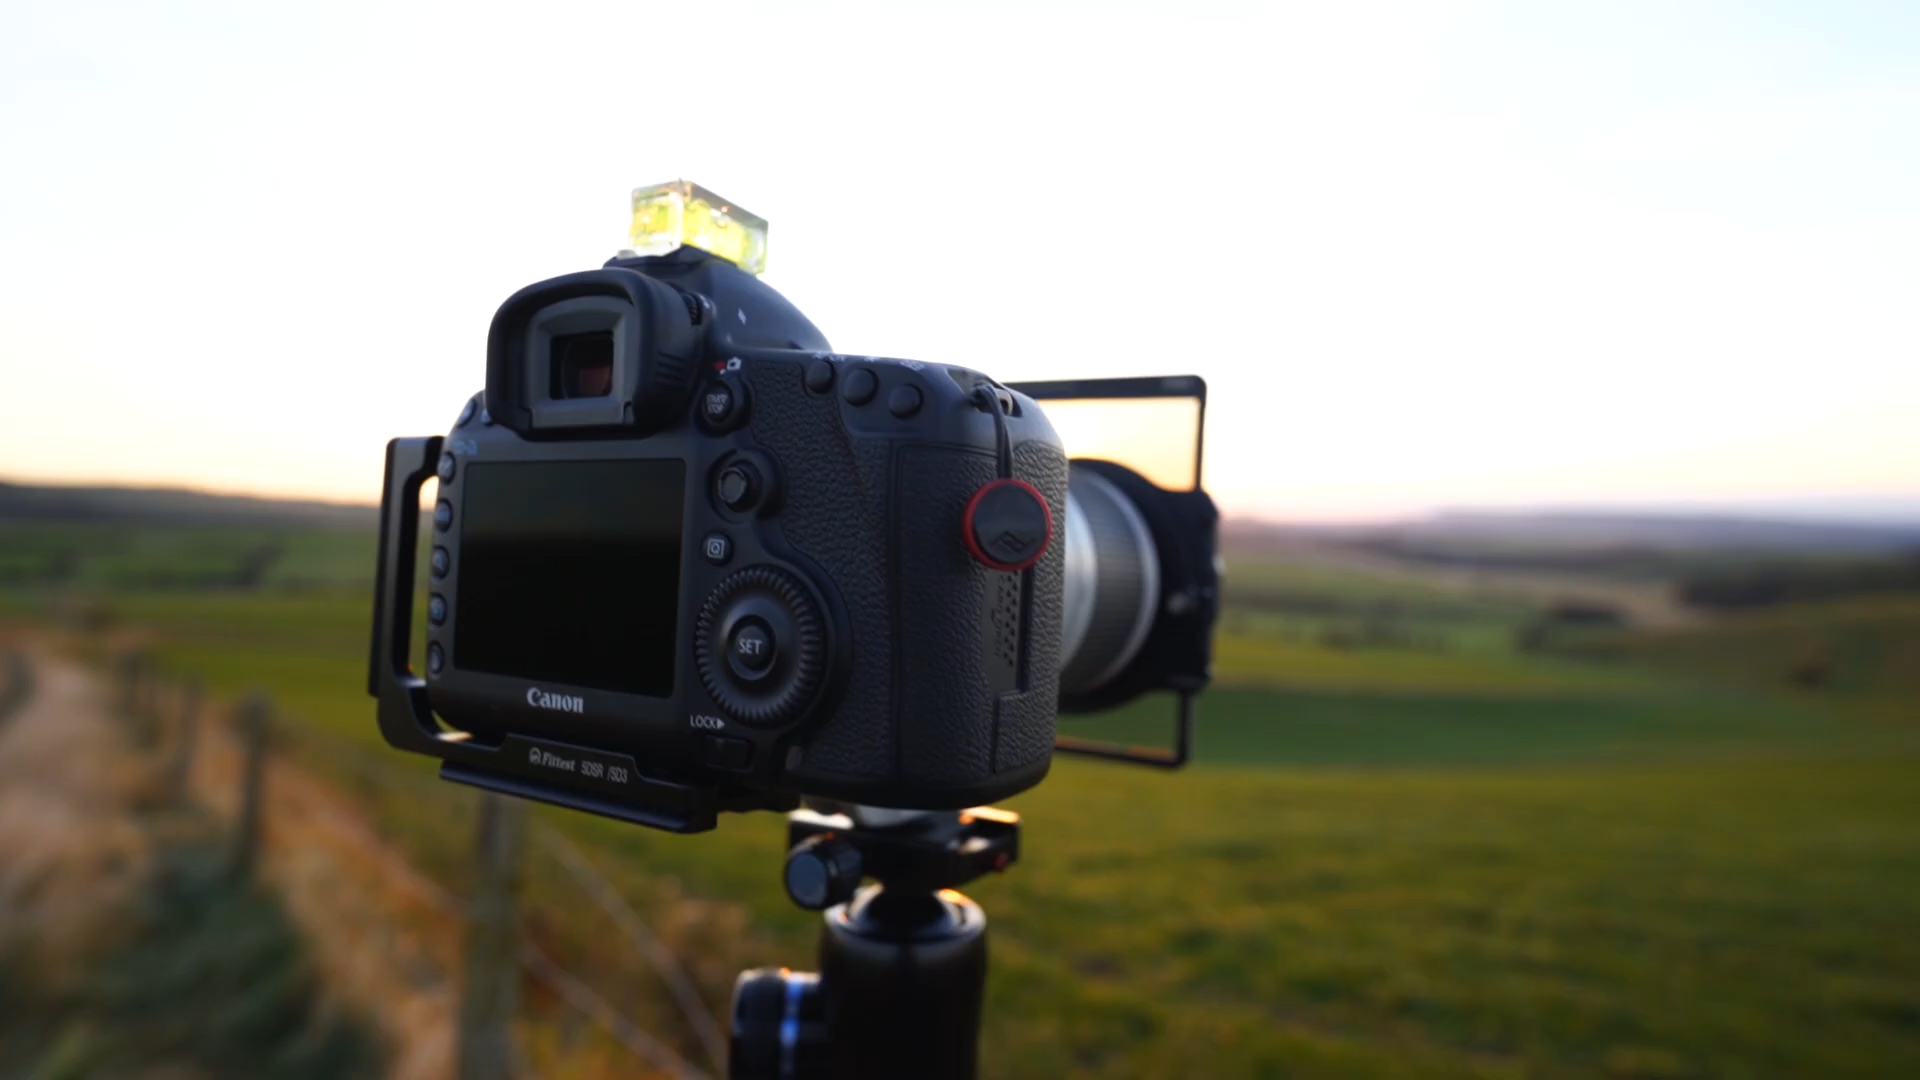 START/
STOP
Q
SET
Canon
LOCK▶
Fittest 5DSR /5D3